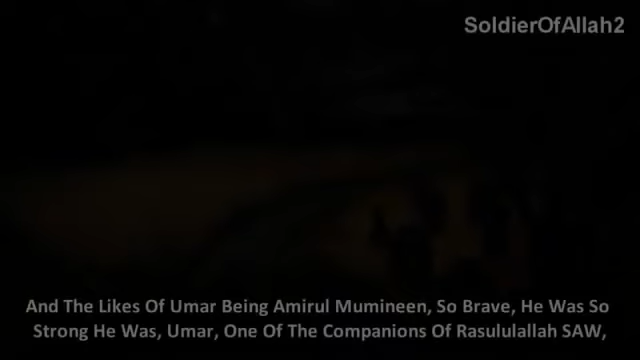 SoldierOfAllah2
And The Likes Of Umar Being Amirul Mumineen, So Brave, He Was So
Strong He Was, Umar, One Of The Companions Of Rasululallah SAW,